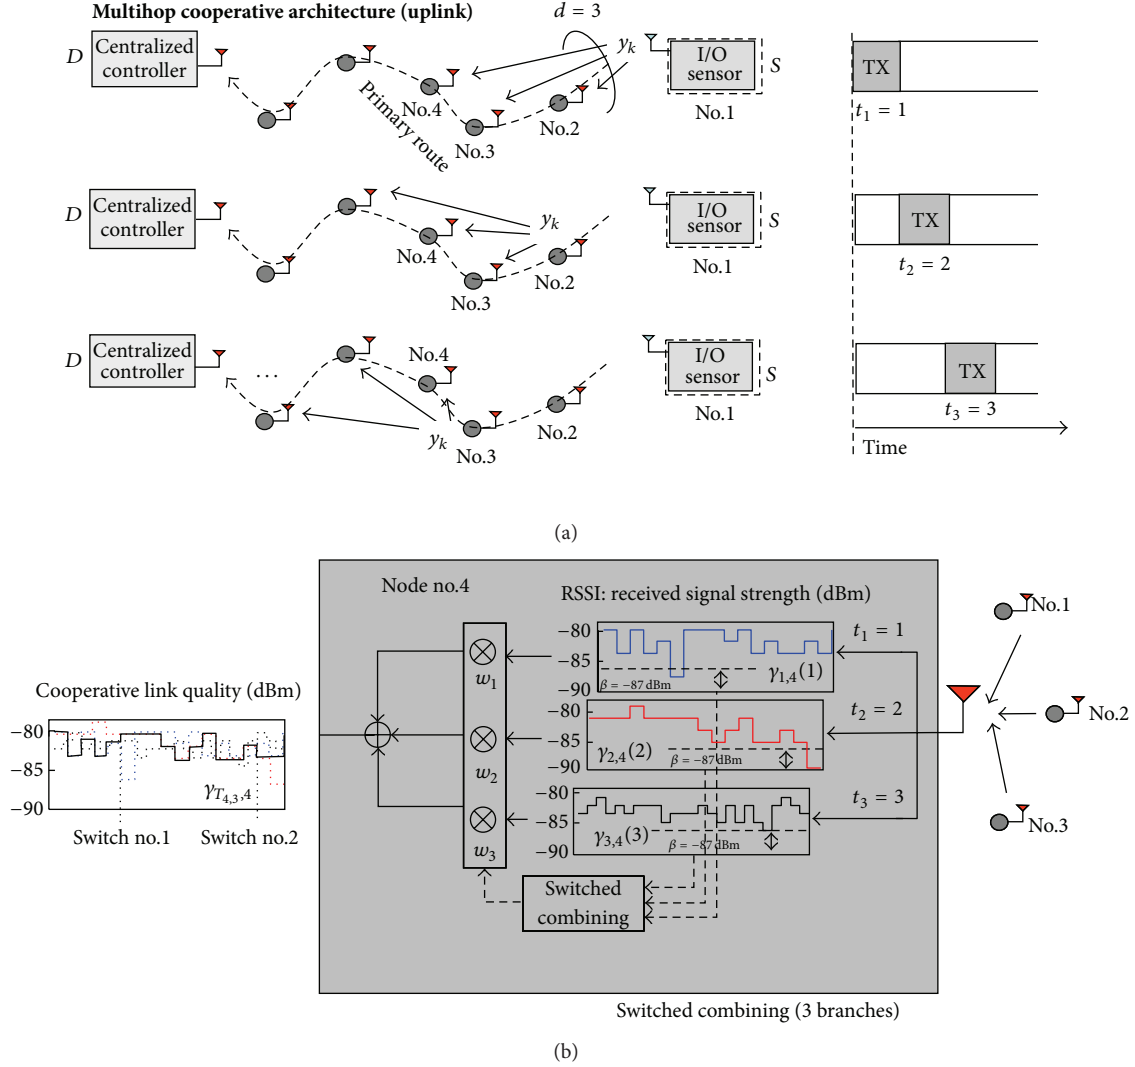 Multihop cooperative architecture (uplink)
d = 3
D
Centralized
controller
y_k
I/O
sensor
S
No.1
No.2
No.3
No.4
Primary route
TX
t_1 = 1
D
Centralized
controller
y_k
I/O
sensor
S
No.1
No.2
No.3
No.4
TX
t_2 = 2
D
Centralized
controller
...
No.4
y_k
No.3
No.2
I/O
sensor
S
No.1
TX
t_3 = 3
Time
(a)
Node no.4
RSSI: received signal strength (dBm)
−80
−85
−90
β = −87 dBm
γ_{1,4}(1)
t_1 = 1
w_1
−80
−85
−90
γ_{2,4}(2)
β = −87 dBm
t_2 = 2
w_2
−80
−85
−90
γ_{3,4}(3)
β = −87 dBm
t_3 = 3
w_3
Switched
combining
No.1
No.2
No.3
Cooperative link quality (dBm)
−80
−85
−90
γ_{T_{4,3},4}
Switch no.1
Switch no.2
Switched combining (3 branches)
(b)